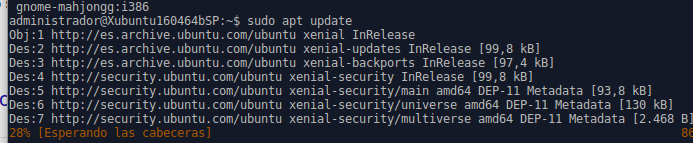 gnome-mahjongg:i386
administrador@Xubuntu160464bSP:~$ sudo apt update
Obj:1 http://es.archive.ubuntu.com/ubuntu xenial InRelease
Des:2 http://es.archive.ubuntu.com/ubuntu xenial-updates InRelease [99,8 kB]
Des:3 http://es.archive.ubuntu.com/ubuntu xenial-backports InRelease [97,4 kB]
Des:4 http://security.ubuntu.com/ubuntu xenial-security InRelease [99,8 kB]
Des:5 http://security.ubuntu.com/ubuntu xenial-security/main amd64 DEP-11 Metadata [93,8 kB]
Des:6 http://security.ubuntu.com/ubuntu xenial-security/universe amd64 DEP-11 Metadata [130 kB]
Des:7 http://security.ubuntu.com/ubuntu xenial-security/multiverse amd64 DEP-11 Metadata [2.468 B]
28% [Esperando las cabeceras] 86